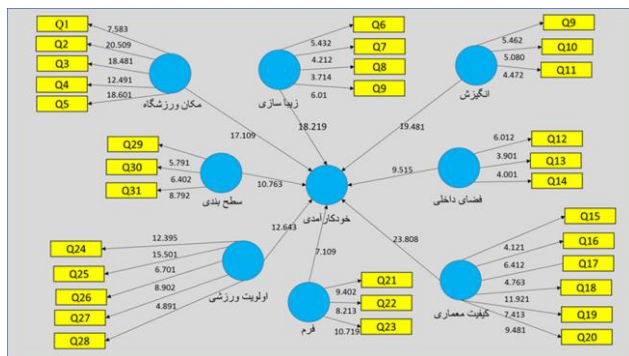 Q1
Q2
Q3
Q4
Q5
7.583
20.509
18.481
12.491
18.601
مکان ورزشگاه
17.109
Q6
Q7
Q8
Q9
5.432
4.212
3.714
6.01
زیبا سازی
18.219
Q9
Q10
Q11
5.462
5.080
4.472
انگیزش
19.481
Q29
Q30
Q31
5.791
6.402
8.792
سطح بندی
10.763
خودکارآمدی
Q12
Q13
Q14
6.012
3.901
4.001
فضای داخلی
9.515
Q24
Q25
Q26
Q27
Q28
12.395
15.501
6.701
8.902
4.891
اولویت ورزشی
12.643
Q21
Q22
Q23
9.402
8.213
10.719
فرم
7.109
Q15
Q16
Q17
Q18
Q19
Q20
4.121
6.412
4.763
11.921
7.413
9.481
کیفیت معماری
23.808